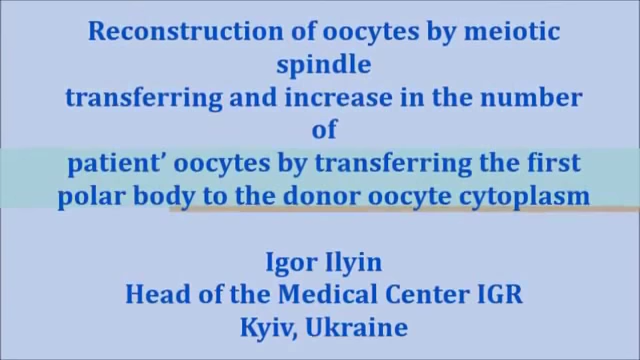 Reconstruction of oocytes by meiotic
spindle
transferring and increase in the number
of
patient’ oocytes by transferring the first
polar body to the donor oocyte cytoplasm
Igor Ilyin
Head of the Medical Center IGR
Kyiv, Ukraine